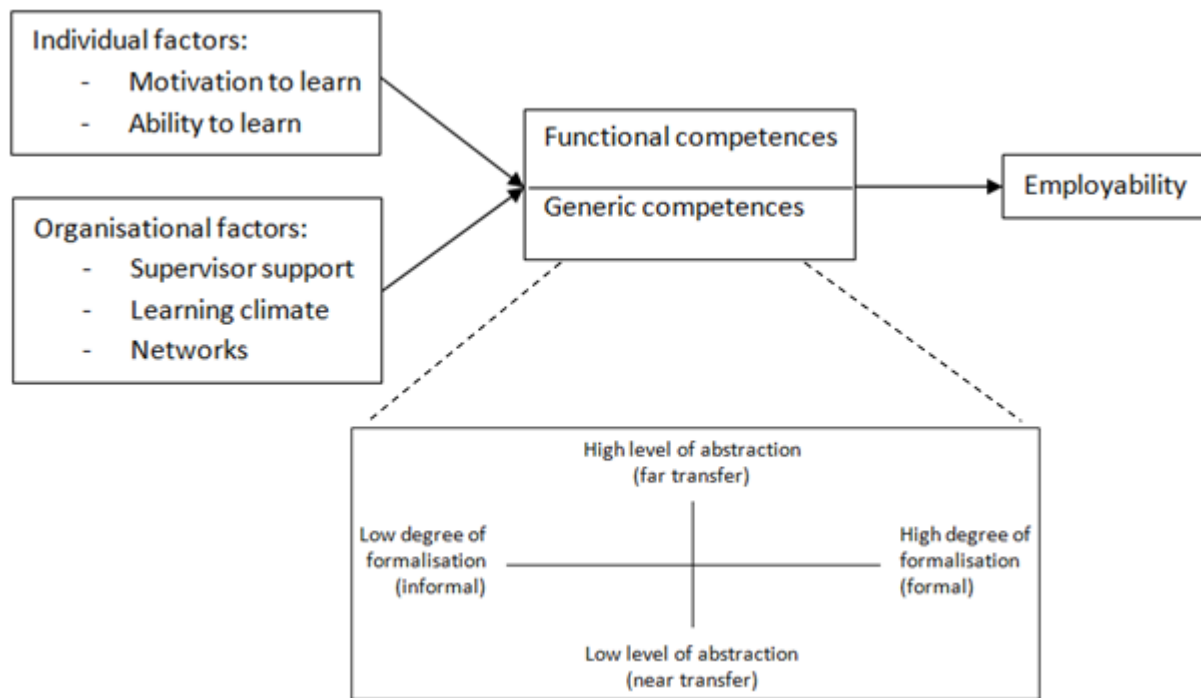 Individual factors:
- Motivation to learn
- Ability to learn
Organisational factors:
- Supervisor support
- Learning climate
- Networks
Functional competences
Generic competences
Employability
High level of abstraction
(far transfer)
Low degree of
formalisation
(informal)
High degree of
formalisation
(formal)
Low level of abstraction
(near transfer)